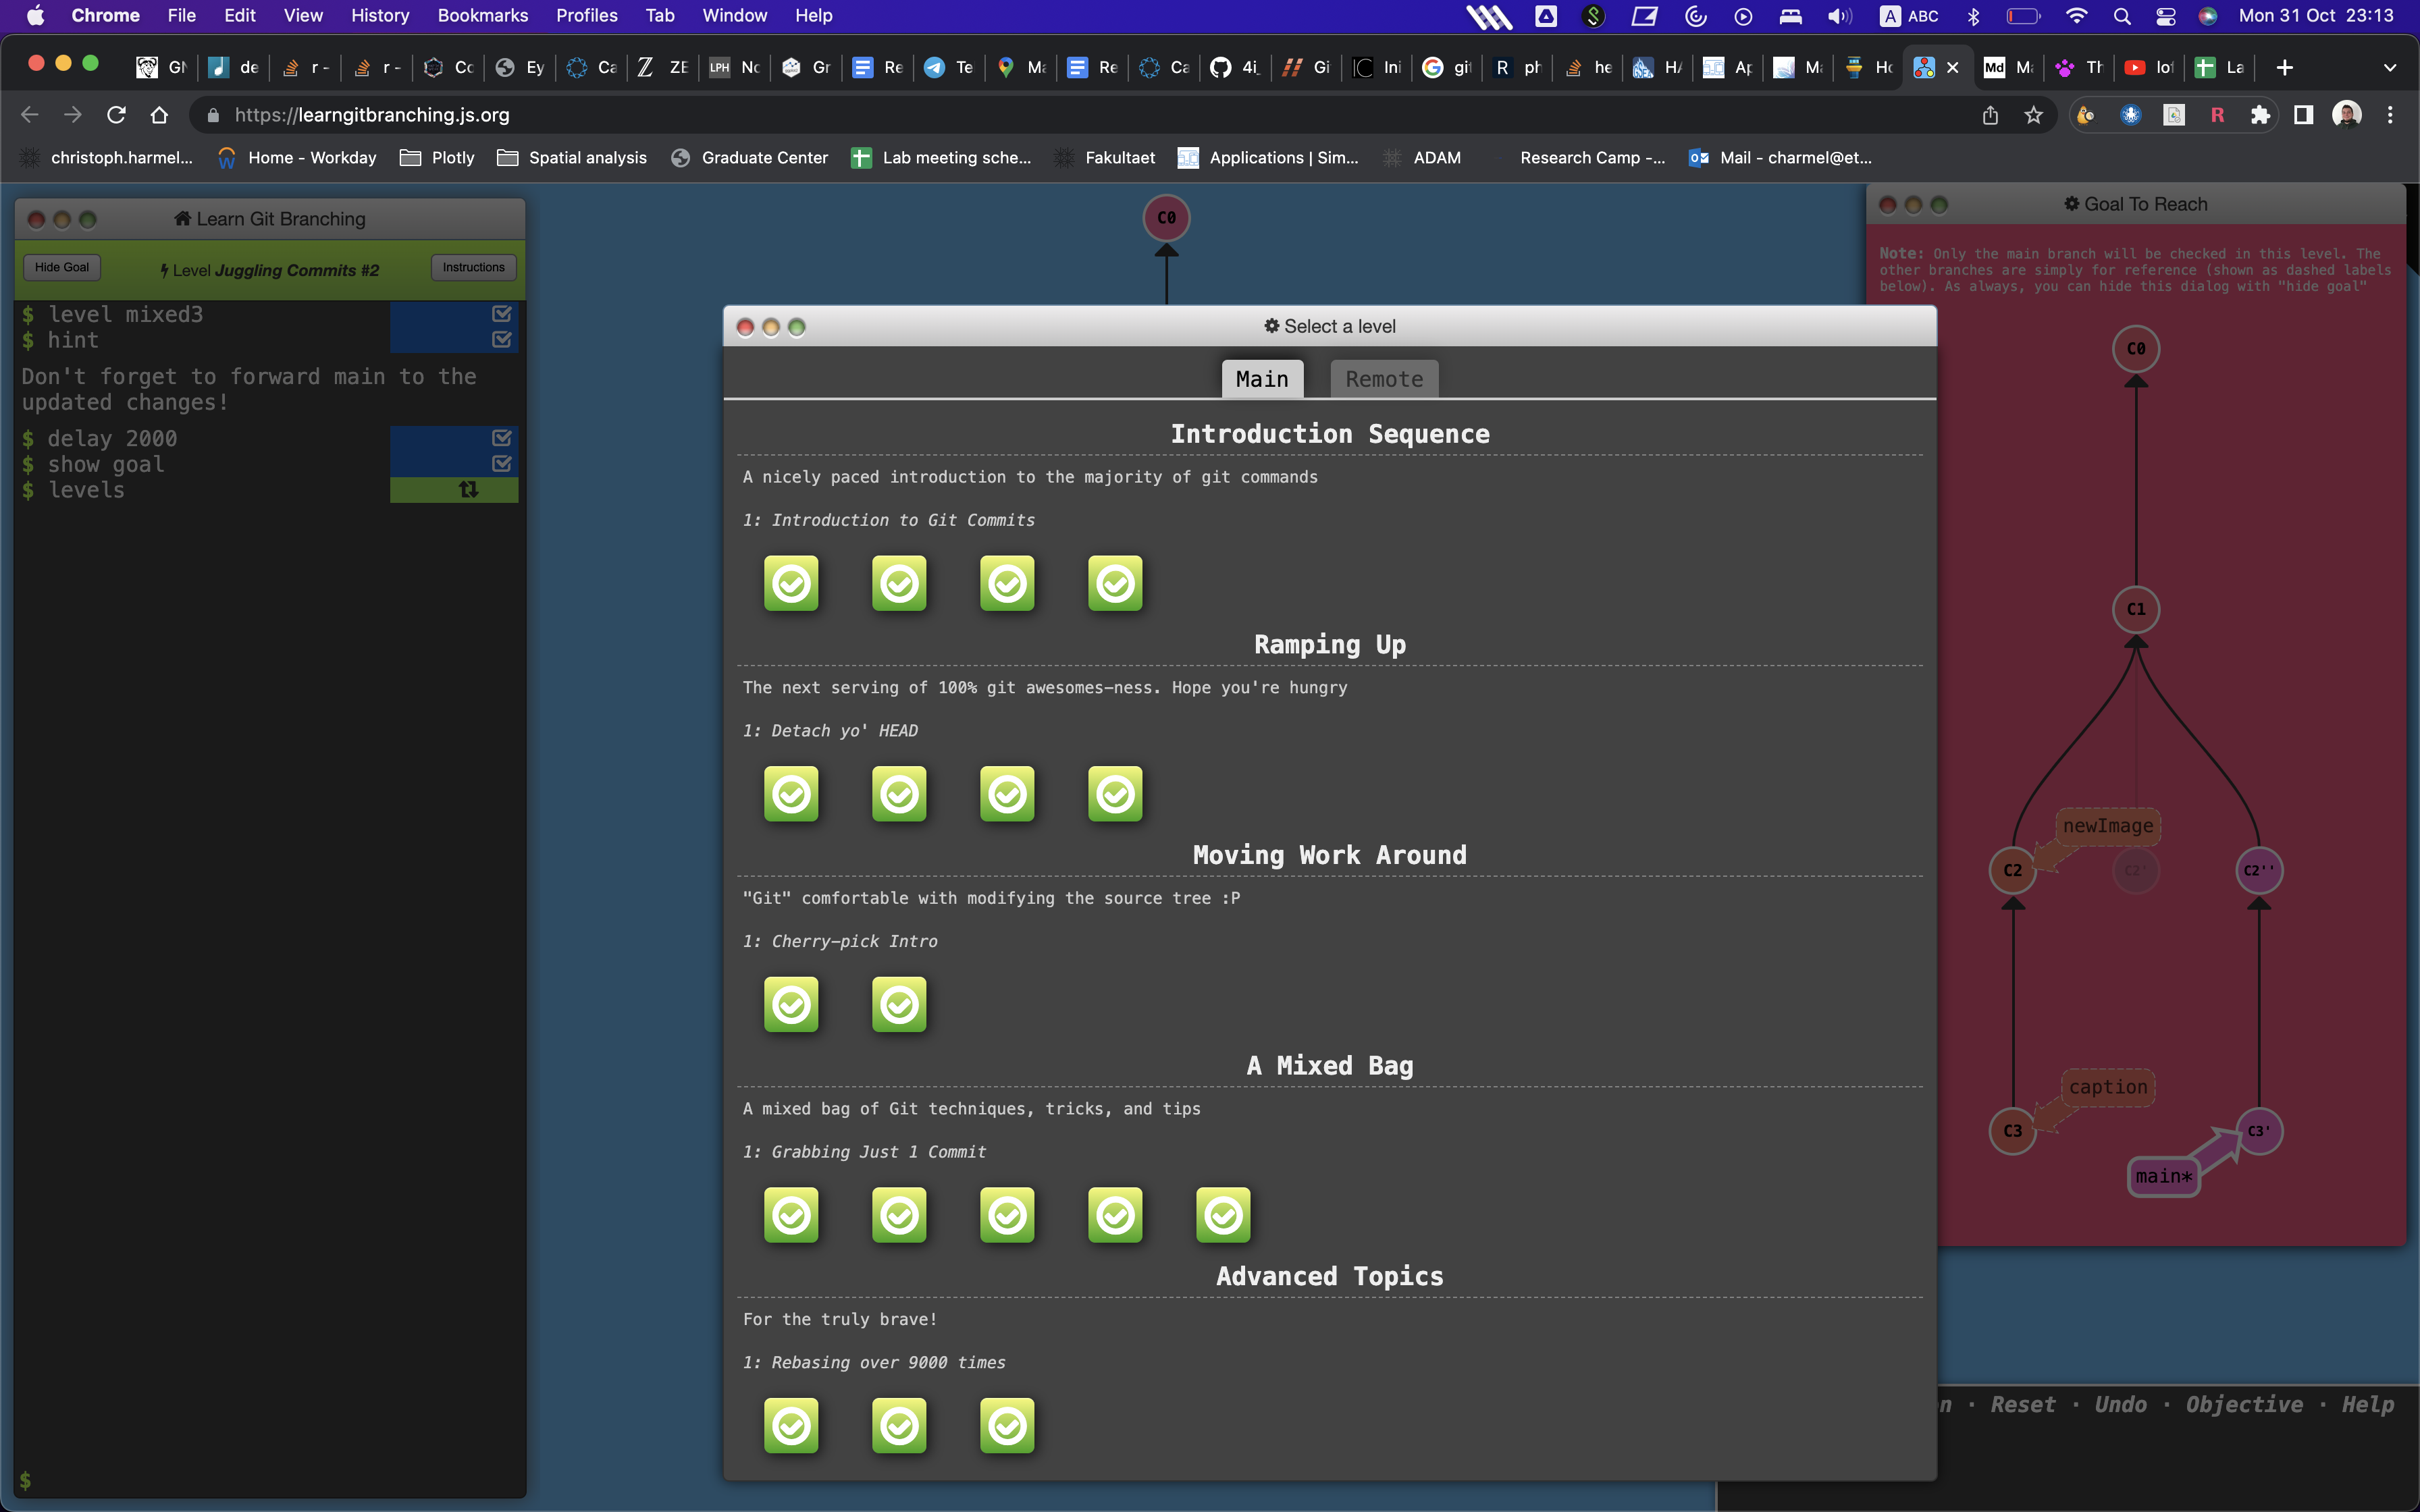 Chrome File Edit View History Bookmarks Profiles Tab Window Help
A ABC Mon 31 Oct 23:13
GN de r - r - Co Ey Ca Z ZE LPH No Gr Re Te Ma Re Ca 4i_ Gi IC Ini git R ph he HA Ap Ma Ho Md Ma Th lof La
https://learngitbranching.js.org
christoph.harmel... Home - Workday Plotly Spatial analysis Graduate Center Lab meeting sche... Fakultaet Applications | Sim... ADAM Research Camp -... Mail - charmel@et...
Learn Git Branching
Hide Goal
Level Juggling Commits #2
Instructions
$ level mixed3
$ hint
Don't forget to forward main to the
updated changes!
$ delay 2000
$ show goal
$ levels
$
C0
Select a level
Main Remote
Introduction Sequence
A nicely paced introduction to the majority of git commands
1: Introduction to Git Commits
Ramping Up
The next serving of 100% git awesomes-ness. Hope you're hungry
1: Detach yo' HEAD
Moving Work Around
"Git" comfortable with modifying the source tree :P
1: Cherry-pick Intro
A Mixed Bag
A mixed bag of Git techniques, tricks, and tips
1: Grabbing Just 1 Commit
Advanced Topics
For the truly brave!
1: Rebasing over 9000 times
Goal To Reach
Note: Only the main branch will be checked in this level. The
other branches are simply for reference (shown as dashed labels
below). As always, you can hide this dialog with "hide goal"
C0
C1
newImage
C2 C2' C2''
caption
C3 C3'
main*
n · Reset · Undo · Objective · Help